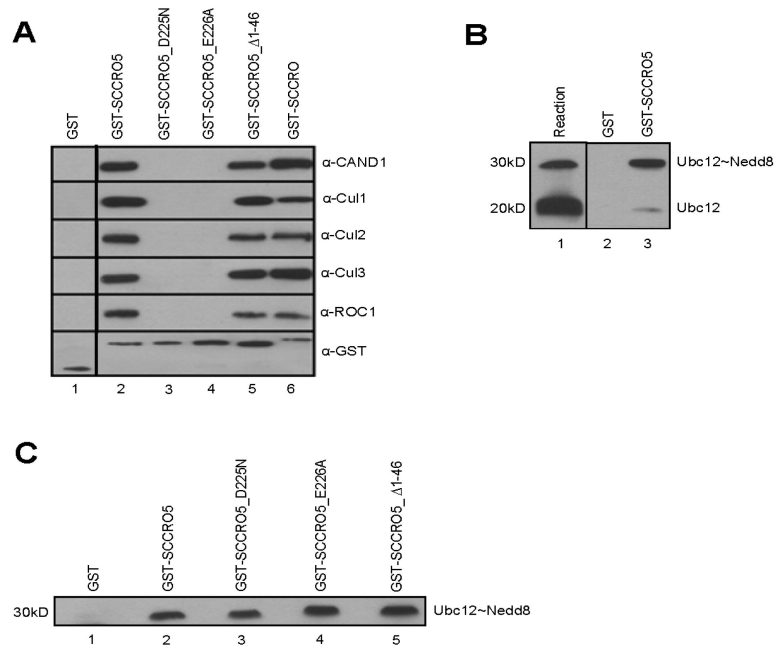 A
GST
GST-SCCRO5
GST-SCCRO5_D225N
GST-SCCRO5_E226A
GST-SCCRO5_Δ1-46
GST-SCCRO
α-CAND1
α-Cul1
α-Cul2
α-Cul3
α-ROC1
α-GST
1 2 3 4 5 6
B
Reaction
GST
GST-SCCRO5
30kD
Ubc12~Nedd8
20kD
Ubc12
1 2 3
C
GST
GST-SCCRO5
GST-SCCRO5_D225N
GST-SCCRO5_E226A
GST-SCCRO5_Δ1-46
30kD
Ubc12~Nedd8
1 2 3 4 5